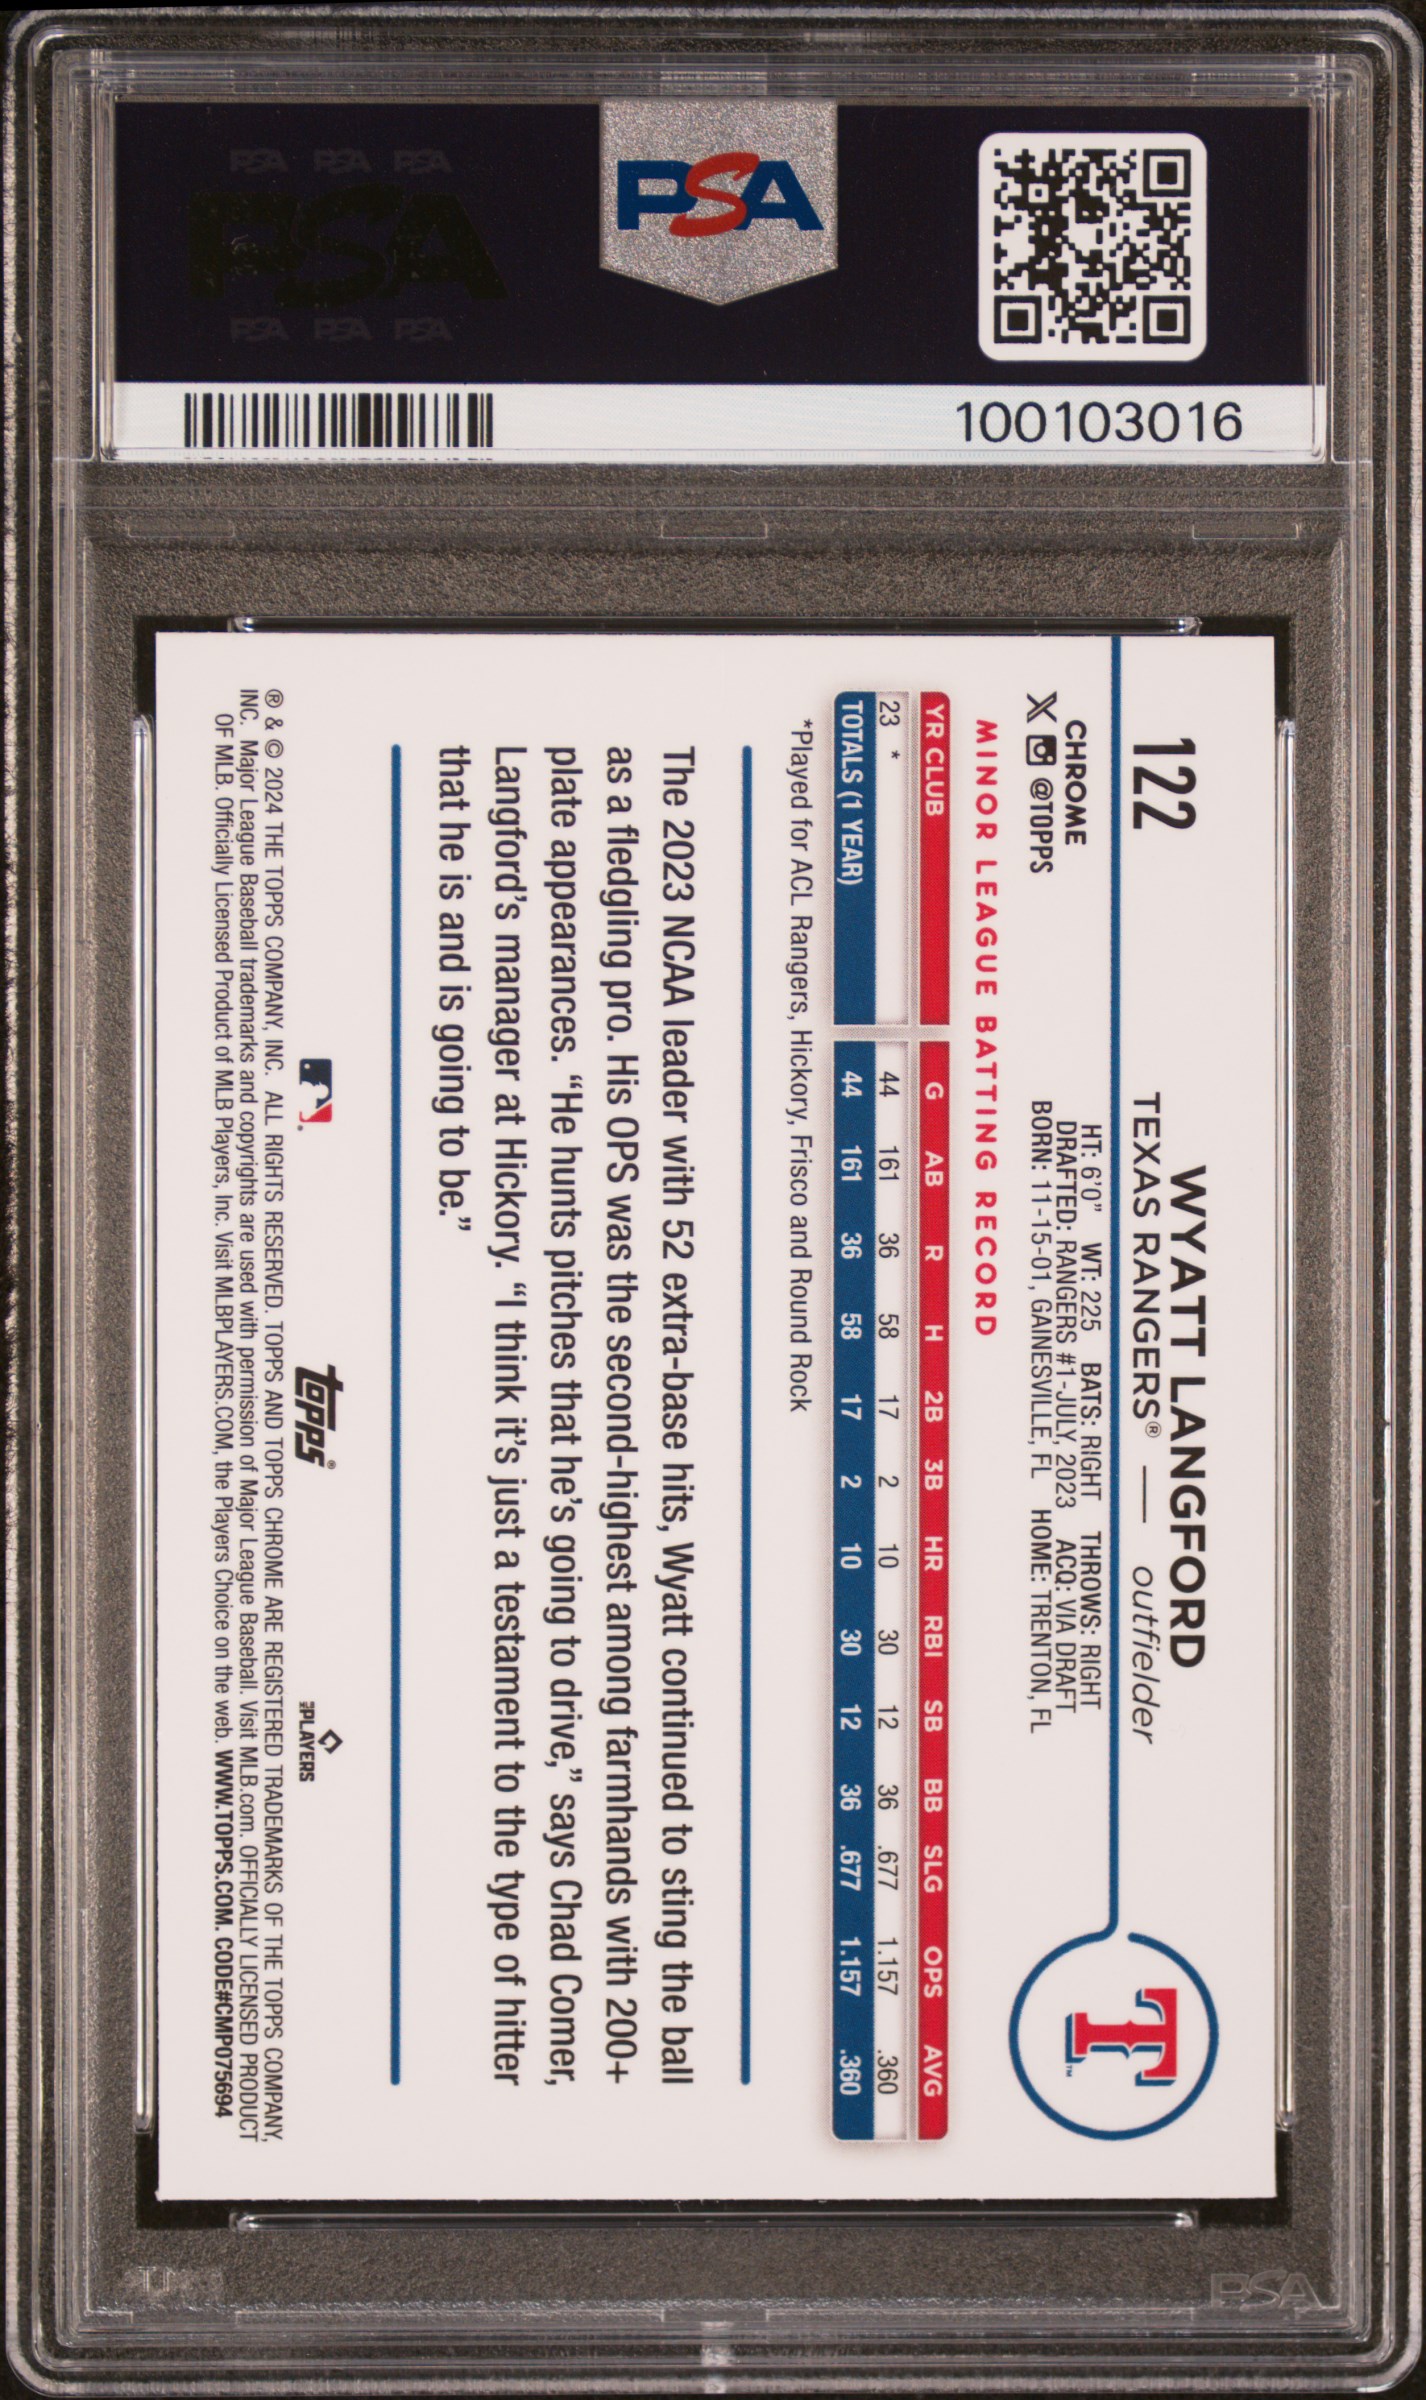 PSA PSA PSA
PSA
PSA PSA PSA
PSA
100103016
122
WYATT LANGFORD
TEXAS RANGERS® — outfielder
T™
CHROME
X @TOPPS
HT: 6'0" WT: 225 BATS: RIGHT THROWS: RIGHT
DRAFTED: RANGERS #1-JULY, 2023 ACQ: VIA DRAFT
BORN: 11-15-01, GAINESVILLE, FL HOME: TRENTON, FL
MINOR LEAGUE BATTING RECORD
YR CLUB G AB R H 2B 3B HR RBI SB BB SLG OPS AVG
23 * 44 161 36 58 17 2 10 30 12 36 .677 1.157 .360
TOTALS (1 YEAR) 44 161 36 58 17 2 10 30 12 36 .677 1.157 .360
*Played for ACL Rangers, Hickory, Frisco and Round Rock
The 2023 NCAA leader with 52 extra-base hits, Wyatt continued to sting the ball
as a fledgling pro. His OPS was the second-highest among farmhands with 200+
plate appearances. “He hunts pitches that he’s going to drive,” says Chad Comer,
Langford’s manager at Hickory. “I think it’s just a testament to the type of hitter
that he is and is going to be.”
topps®
MLB PLAYERS
® & © 2024 THE TOPPS COMPANY, INC. ALL RIGHTS RESERVED. TOPPS AND TOPPS CHROME ARE REGISTERED TRADEMARKS OF THE TOPPS COMPANY,
INC. Major League Baseball trademarks and copyrights are used with permission of Major League Baseball. Visit MLB.com. OFFICIALLY LICENSED PRODUCT
OF MLB. Officially Licensed Product of MLB Players, Inc. Visit MLBPLAYERS.COM, the Players Choice on the web. WWW.TOPPS.COM. CODE#CMP075694
PSA